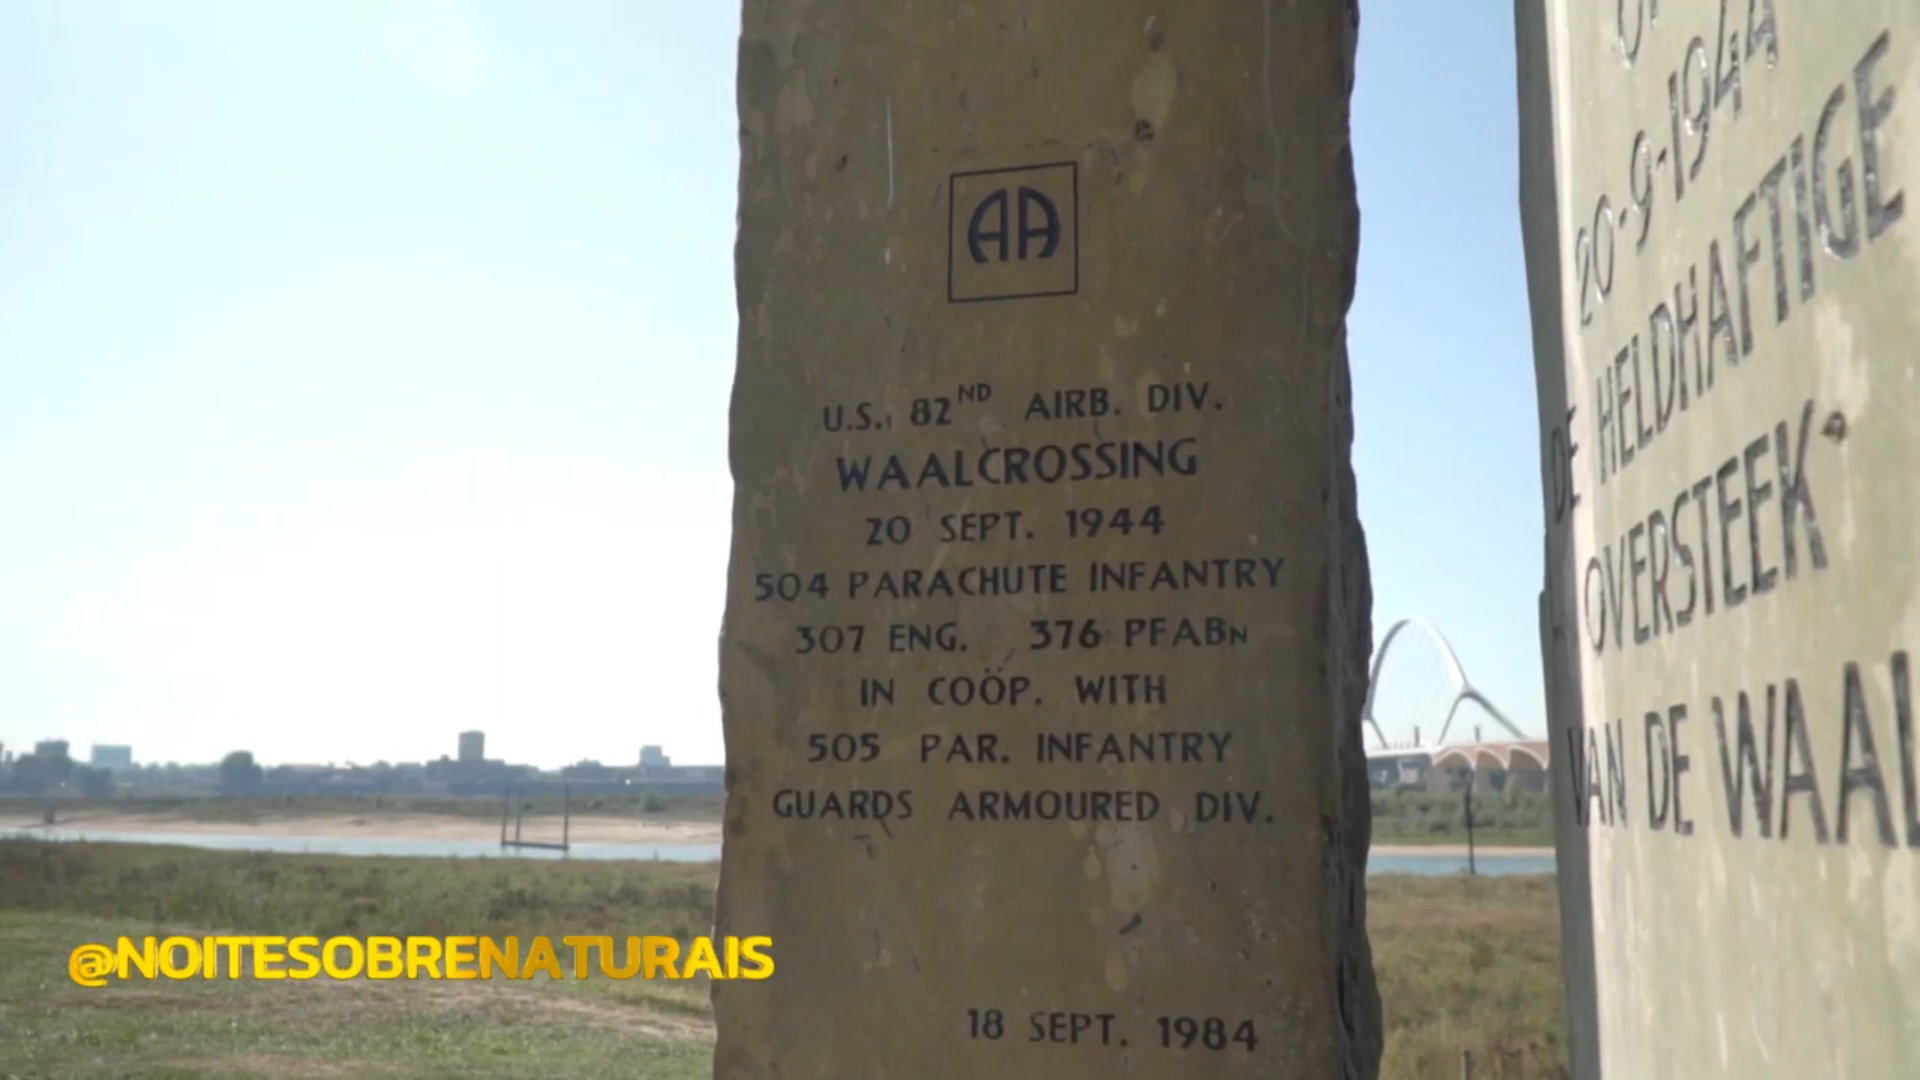 AA
U.S. 82ND AIRB. DIV.
WAALCROSSING
20 SEPT. 1944
504 PARACHUTE INFANTRY
307 ENG. 376 PFABN
IN COÖP. WITH
505 PAR. INFANTRY
GUARDS ARMOURED DIV.
18 SEPT. 1984
20-9-1944
DE HELDHAFTIGE
OVERSTEEK
VAN DE WAAL
@NOITESOBRENATURAIS